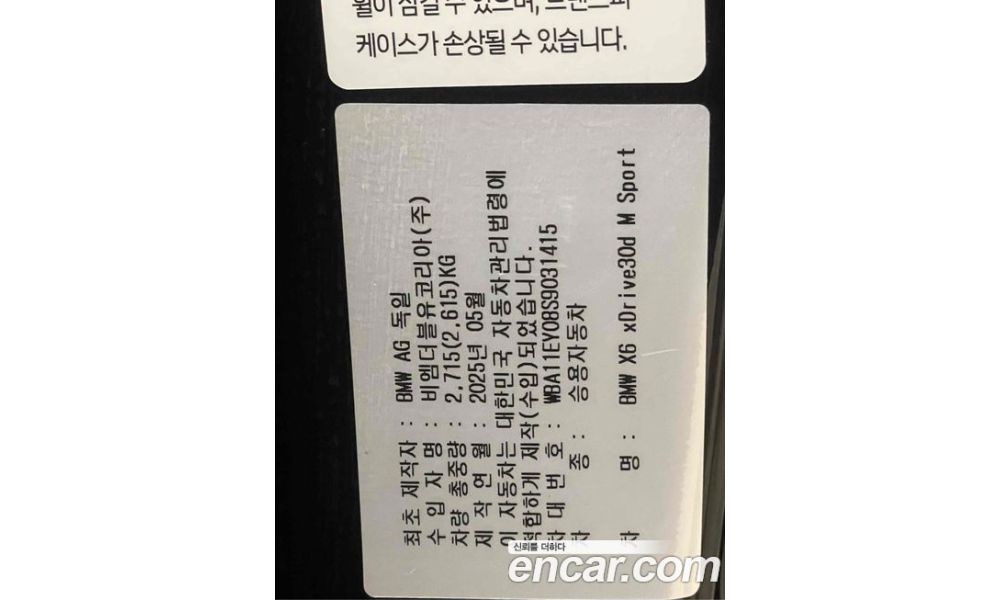 케이스가 손상될 수 있습니다.
최초 제작자 : BMW AG 독일
수 입 자 명 : 비엠더블유코리아(주)
차량 총중량 : 2,715(2,615)KG
제 작 연 월 : 2025년 05월
이 자동차는 대한민국 자동차관리법령에
적합하게 제작(수입)되었습니다.
차 대 번 호 : WBA11EY08S9031415
차 종 : 승용자동차
차 명 : BMW X6 xDrive30d M Sport
신뢰를 더하다
encar.com